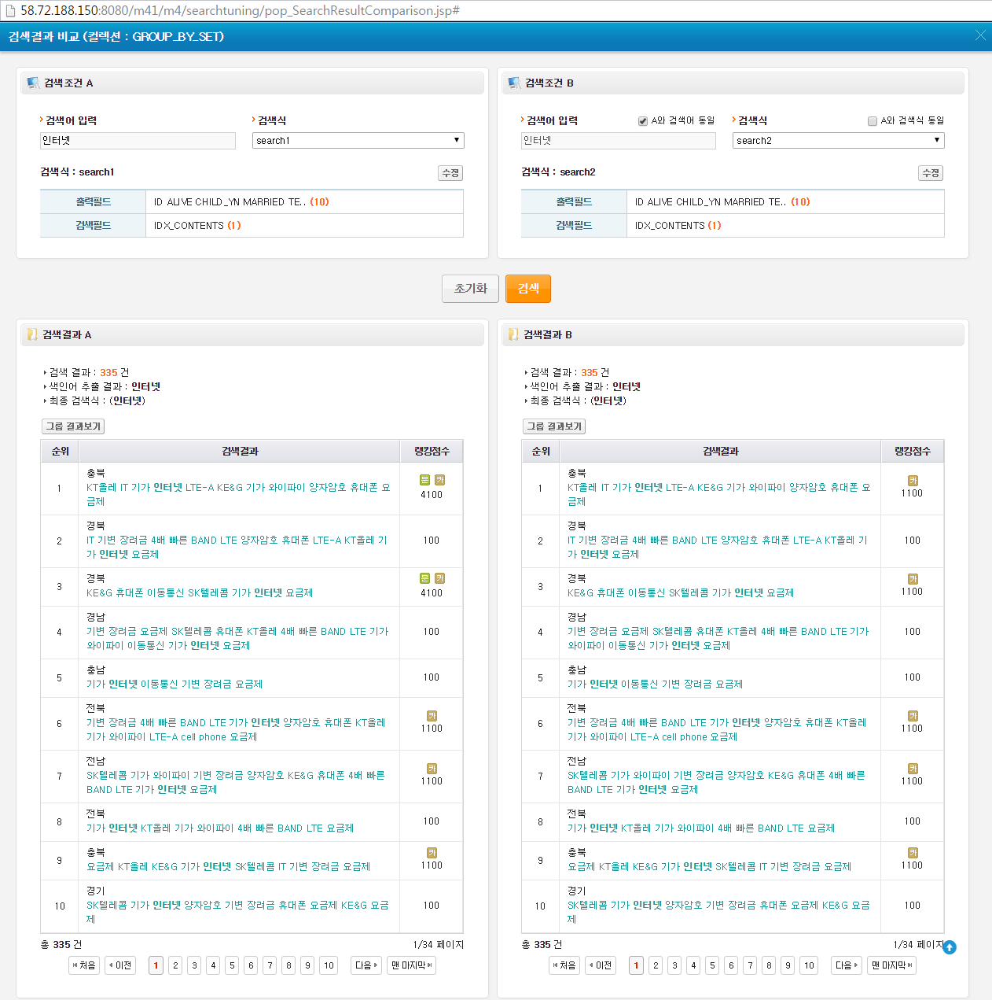 58.72.188.150:8080/m41/m4/searchtuning/pop_SearchResultComparison.jsp#
검색결과 비교 (컬렉션 : GROUP_BY_SET)
검색조건 A
검색어 입력
검색식
인터넷
search1
검색식 : search1
수정
출력필드
ID ALIVE CHILD_YN MARRIED TE.. (10)
검색필드
IDX_CONTENTS (1)
검색조건 B
검색어 입력
A와 검색어 동일
검색식
A와 검색식 동일
인터넷
search2
검색식 : search2
수정
출력필드
ID ALIVE CHILD_YN MARRIED TE.. (10)
검색필드
IDX_CONTENTS (1)
초기화
검색
검색결과 A
검색 결과 : 335 건
색인어 추출 결과 : 인터넷
최종 검색식 : (인터넷)
그룹 결과보기
순위 검색결과 랭킹점수
1
충북
KT올레 IT 기가 인터넷 LTE-A KE&G 기가 와이파이 양자암호 휴대폰 요
금제
문 카
4100
2
경북
IT 기변 장려금 4배 빠른 BAND LTE 양자암호 휴대폰 LTE-A KT올레 기
가 인터넷 요금제
100
3
경북
KE&G 휴대폰 이동통신 SK텔레콤 기가 인터넷 요금제
문 카
4100
4
경남
기변 장려금 요금제 SK텔레콤 휴대폰 KT올레 4배 빠른 BAND LTE 기가
와이파이 이동통신 기가 인터넷 요금제
100
5
충남
기가 인터넷 이동통신 기변 장려금 요금제
100
6
전북
기변 장려금 4배 빠른 BAND LTE 기가 인터넷 양자암호 휴대폰 KT올레
기가 와이파이 LTE-A cell phone 요금제
카
1100
7
전남
SK텔레콤 기가 와이파이 기변 장려금 양자암호 KE&G 휴대폰 4배 빠른
BAND LTE 기가 인터넷 요금제
카
1100
8
전북
기가 인터넷 KT올레 기가 와이파이 4배 빠른 BAND LTE 요금제
100
9
충북
요금제 KT올레 KE&G 기가 인터넷 SK텔레콤 IT 기변 장려금 요금제
카
1100
10
경기
SK텔레콤 기가 인터넷 양자암호 기변 장려금 휴대폰 요금제 KE&G 요금
제
100
총 335 건
1/34 페이지
처음 이전 1 2 3 4 5 6 7 8 9 10 다음 맨 마지막
검색결과 B
검색 결과 : 335 건
색인어 추출 결과 : 인터넷
최종 검색식 : (인터넷)
그룹 결과보기
순위 검색결과 랭킹점수
1
충북
KT올레 IT 기가 인터넷 LTE-A KE&G 기가 와이파이 양자암호 휴대폰 요
금제
카
1100
2
경북
IT 기변 장려금 4배 빠른 BAND LTE 양자암호 휴대폰 LTE-A KT올레 기
가 인터넷 요금제
100
3
경북
KE&G 휴대폰 이동통신 SK텔레콤 기가 인터넷 요금제
카
1100
4
경남
기변 장려금 요금제 SK텔레콤 휴대폰 KT올레 4배 빠른 BAND LTE 기가
와이파이 이동통신 기가 인터넷 요금제
100
5
충남
기가 인터넷 이동통신 기변 장려금 요금제
100
6
전북
기변 장려금 4배 빠른 BAND LTE 기가 인터넷 양자암호 휴대폰 KT올레
기가 와이파이 LTE-A cell phone 요금제
카
1100
7
전남
SK텔레콤 기가 와이파이 기변 장려금 양자암호 KE&G 휴대폰 4배 빠른
BAND LTE 기가 인터넷 요금제
카
1100
8
전북
기가 인터넷 KT올레 기가 와이파이 4배 빠른 BAND LTE 요금제
100
9
충북
요금제 KT올레 KE&G 기가 인터넷 SK텔레콤 IT 기변 장려금 요금제
카
1100
10
경기
SK텔레콤 기가 인터넷 양자암호 기변 장려금 휴대폰 요금제 KE&G 요금
제
100
총 335 건
1/34 페이지
처음 이전 1 2 3 4 5 6 7 8 9 10 다음 맨 마지막